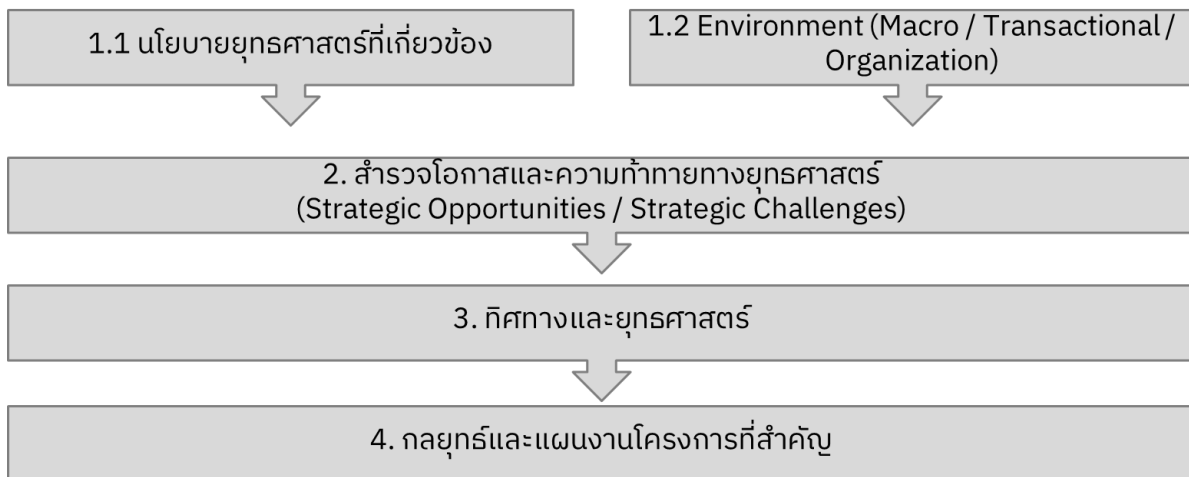 1.1 นโยบายยุทธศาสตร์ที่เกี่ยวข้อง
1.2 Environment (Macro / Transactional /
Organization)
2. สำรวจโอกาสและความท้าทายทางยุทธศาสตร์
(Strategic Opportunities / Strategic Challenges)
3. ทิศทางและยุทธศาสตร์
4. กลยุทธ์และแผนงานโครงการที่สำคัญ